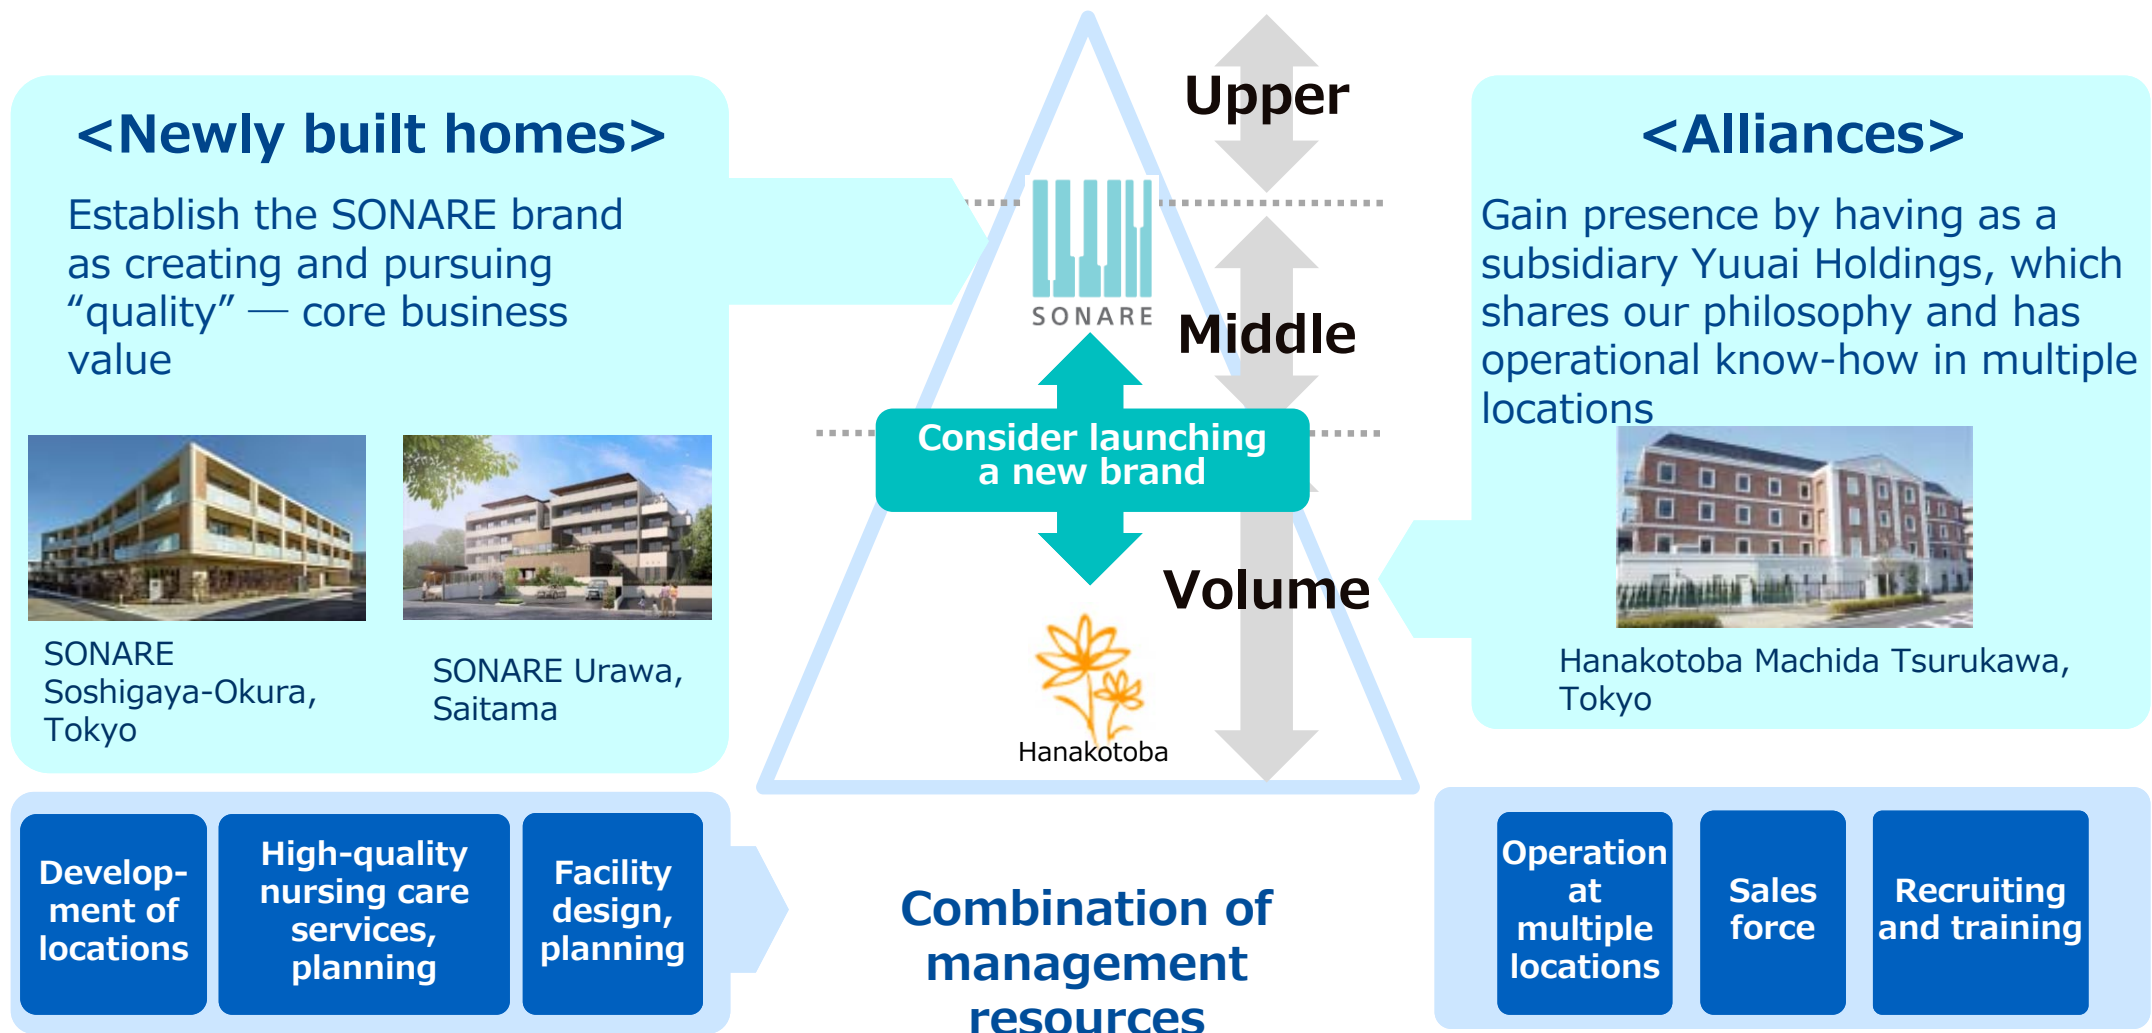 <Newly built homes>
Establish the SONARE brand
as creating and pursuing
“quality” — core business
value
SONARE
Soshigaya-Okura,
Tokyo
SONARE Urawa,
Saitama
Upper
SONARE
Middle
Consider launching
a new brand
Volume
Hanakotoba
<Alliances>
Gain presence by having as a
subsidiary Yuuai Holdings, which
shares our philosophy and has
operational know-how in multiple
locations
Hanakotoba Machida Tsurukawa,
Tokyo
Develop-
ment of
locations
High-quality
nursing care
services,
planning
Facility
design,
planning
Combination of
management
resources
Operation
at
multiple
locations
Sales
force
Recruiting
and training